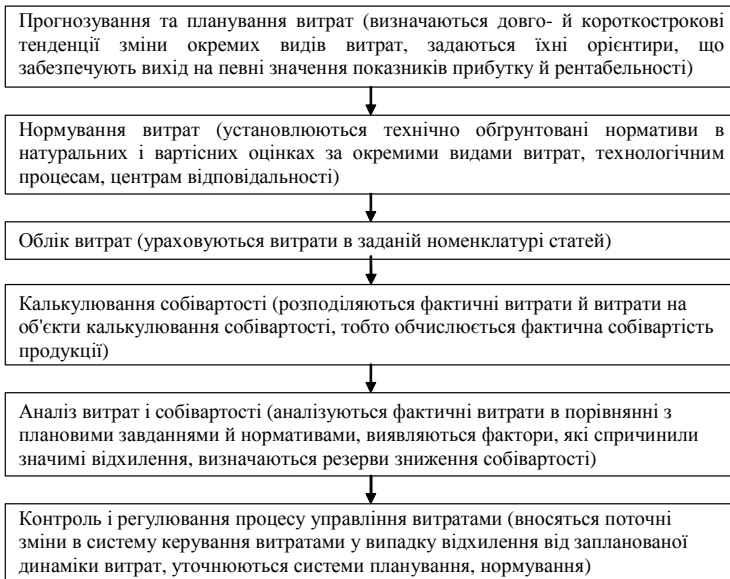 Прогнозування та планування витрат (визначаються довго- й короткострокові
тенденції зміни окремих видів витрат, задаються їхні орієнтири, що
забезпечують вихід на певні значення показників прибутку й рентабельності)
Нормування витрат (установлюються технічно обґрунтовані нормативи в
натуральних і вартісних оцінках за окремими видами витрат, технологічним
процесам, центрам відповідальності)
Облік витрат (ураховуються витрати в заданій номенклатурі статей)
Калькулювання собівартості (розподіляються фактичні витрати й витрати на
об'єкти калькулювання собівартості, тобто обчислюється фактична собівартість
продукції)
Аналіз витрат і собівартості (аналізуються фактичні витрати в порівнянні з
плановими завданнями й нормативами, виявляються фактори, які спричинили
значимі відхилення, визначаються резерви зниження собівартості)
Контроль і регулювання процесу управління витратами (вносяться поточні
зміни в систему керування витратами у випадку відхилення від запланованої
динаміки витрат, уточнюються системи планування, нормування)